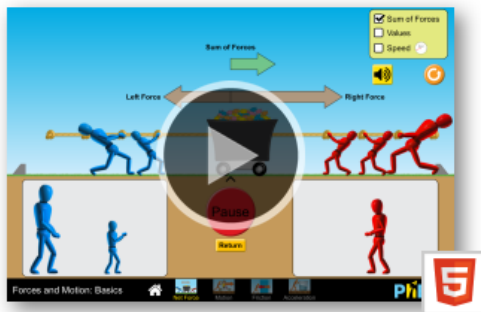 Sum of Forces
Values
Speed
Sum of Forces
Left Force
Right Force
Pause
Return
Forces and Motion: Basics
Net Force
Motion
Friction
Acceleration
5